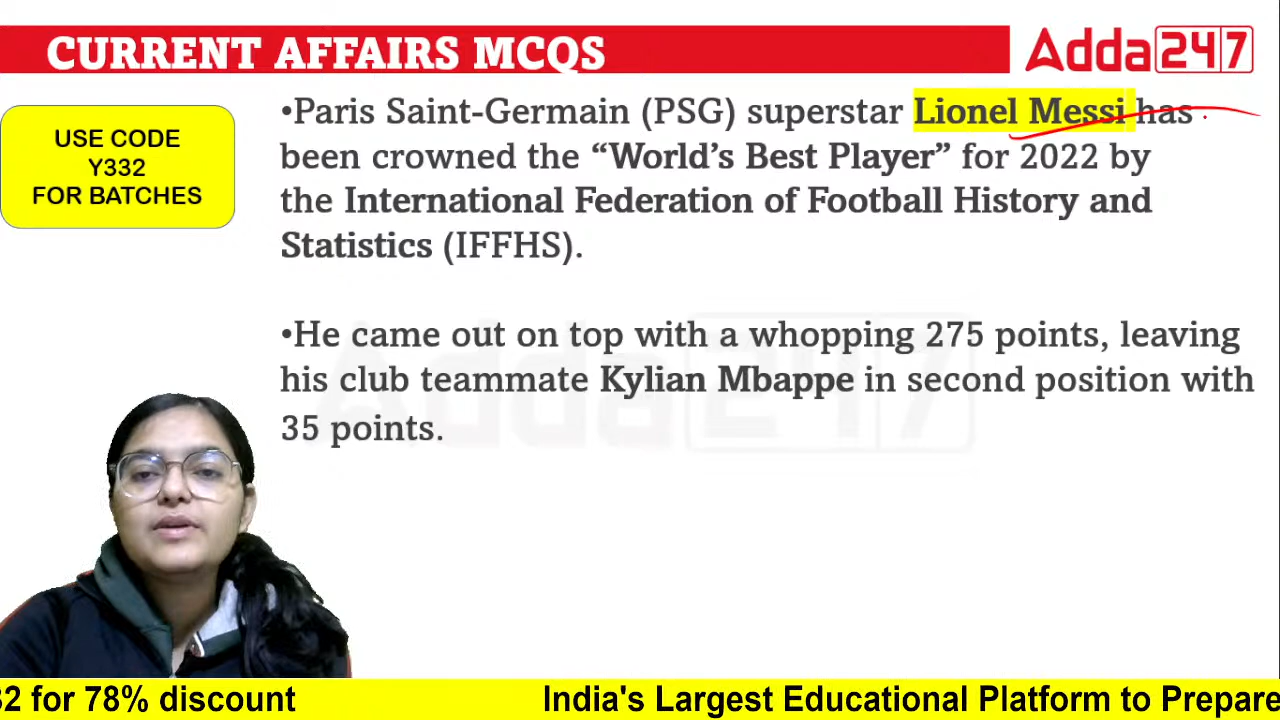 CURRENT AFFAIRS MCQS
Adda247
USE CODE
Y332
FOR BATCHES
•Paris Saint-Germain (PSG) superstar Lionel Messi has
been crowned the “World’s Best Player” for 2022 by
the International Federation of Football History and
Statistics (IFFHS).
•He came out on top with a whopping 275 points, leaving
his club teammate Kylian Mbappe in second position with
35 points.
Adda247
32 for 78% discount
India's Largest Educational Platform to Prepare